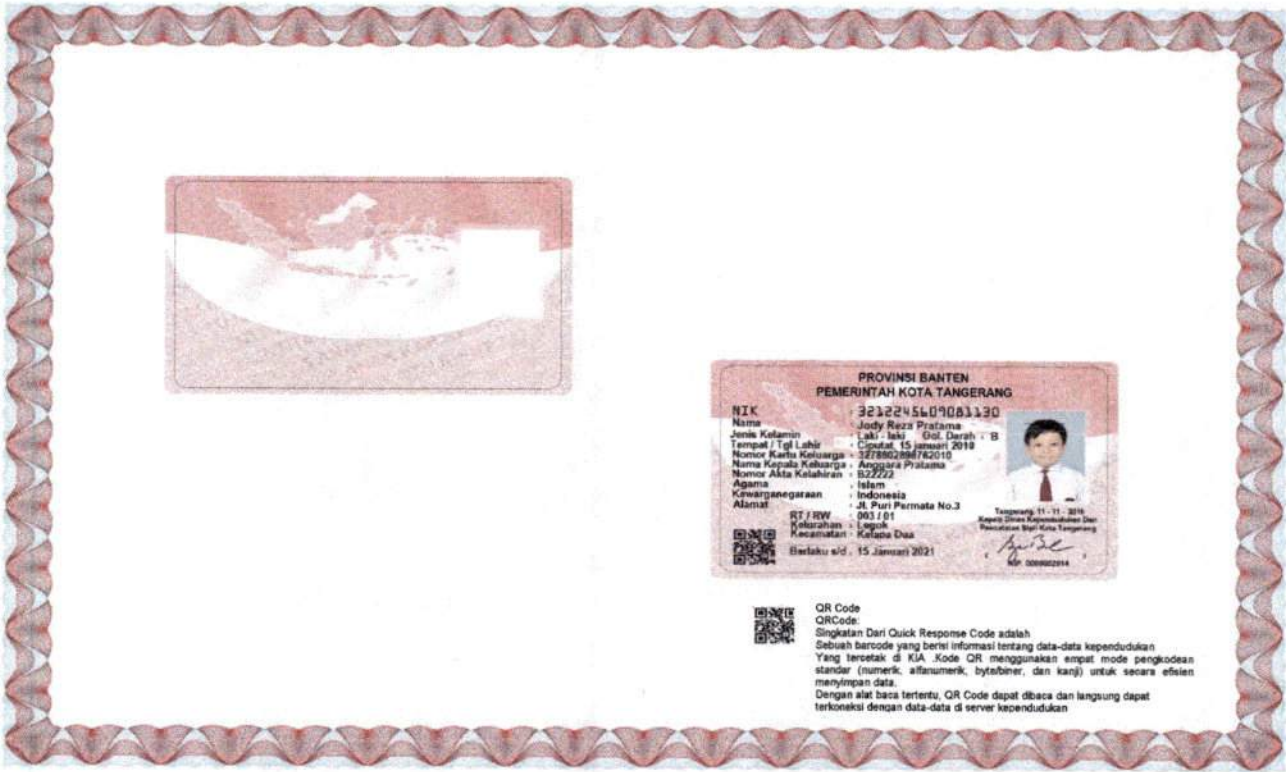 PROVINSI BANTEN
PEMERINTAH KOTA TANGERANG
NIK : 3212245609081130
Nama : Jody Reza Pratama
Jenis Kelamin : Laki - laki Gol. Darah : B
Tempat / Tgl Lahir : Ciputat, 15 januari 2010
Nomor Kartu Keluarga : 3278802898762010
Nama Kepala Keluarga : Anggara Pratama
Nomor Akta Kelahiran : B22222
Agama : Islam
Kewarganegaraan : Indonesia
Alamat : Jl. Puri Permata No.3
RT / RW : 003 / 01
Kelurahan : Legok
Kecamatan : Kelapa Dua
Berlaku s/d : 15 Januari 2021
Tangerang, 11 - 11 - 2016
Kepala Dinas Kependudukan Dan
Pencatatan Sipil Kota Tangerang
NIP.
QR Code
QRCode:
Singkatan Dari Quick Response Code adalah
Sebuah barcode yang berisi informasi tentang data-data kependudukan
Yang tercetak di KIA .Kode QR menggunakan empat mode pengkodean
standar (numerik, alfanumerik, byte/biner, dan kanji) untuk secara efisien
menyimpan data.
Dengan alat baca tertentu, QR Code dapat dibaca dan langsung dapat
terkoneksi dengan data-data di server kependudukan